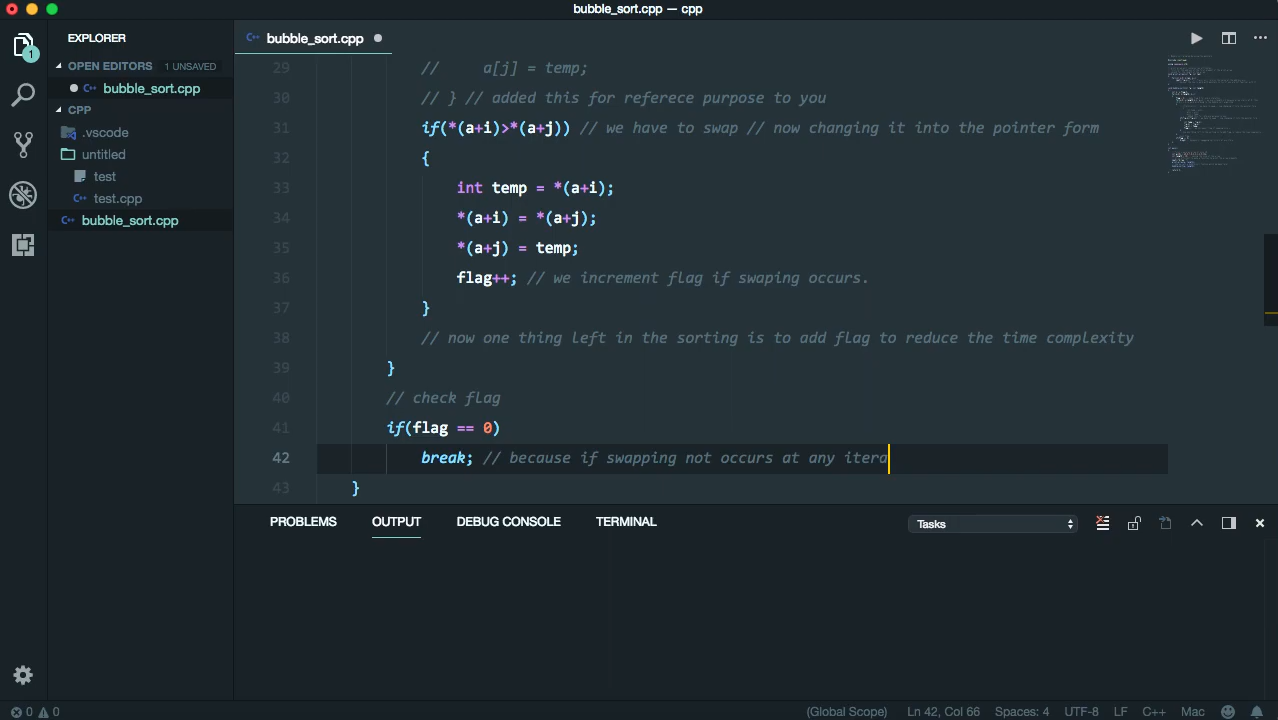 bubble_sort.cpp — cpp
EXPLORER
OPEN EDITORS 1 UNSAVED
bubble_sort.cpp
CPP
.vscode
untitled
test
test.cpp
bubble_sort.cpp
1
bubble_sort.cpp
29 // a[j] = temp;
30 // } // added this for referece purpose to you
31 if(*(a+i)>*(a+j)) // we have to swap // now changing it into the pointer form
32 {
33 int temp = *(a+i);
34 *(a+i) = *(a+j);
35 *(a+j) = temp;
36 flag++; // we increment flag if swaping occurs.
37 }
38 // now one thing left in the sorting is to add flag to reduce the time complexity
39 }
40 // check flag
41 if(flag == 0)
42 break; // because if swapping not occurs at any itera
43 }
PROBLEMS OUTPUT DEBUG CONSOLE TERMINAL Tasks
0 0 (Global Scope) Ln 42, Col 66 Spaces: 4 UTF-8 LF C++ Mac